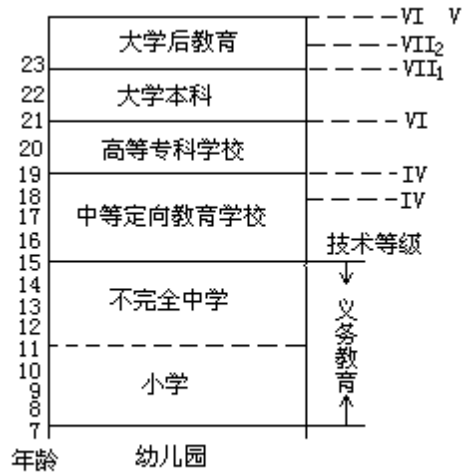 VI V
大学后教育
VII2
23
VII1
22
大学本科
21
VI
20
高等专科学校
19
IV
18
IV
17
中等定向教育学校
16
技术等级
15
14
不完全中学
13
12
义务教育
11
10
小学
9
8
7
年龄
幼儿园